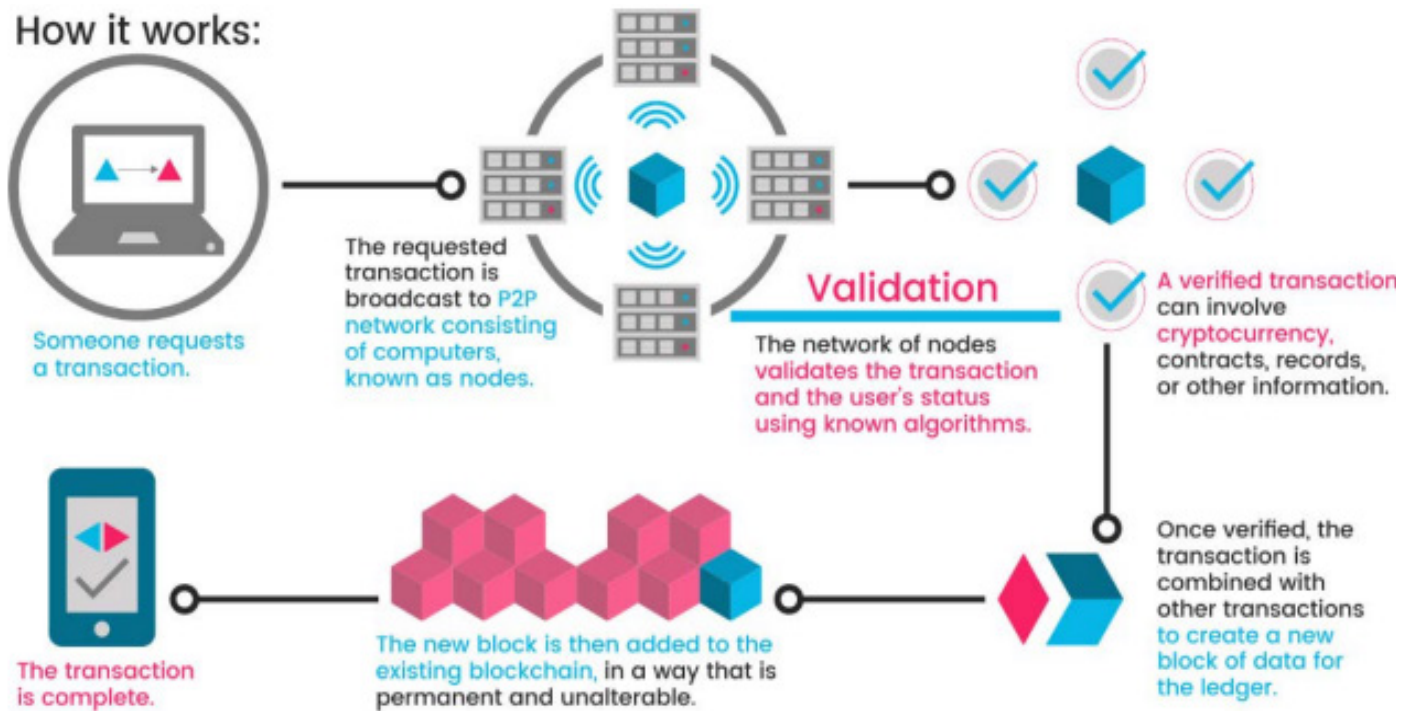 How it works:
Someone requests
a transaction.
The requested
transaction is
broadcast to P2P
network consisting
of computers,
known as nodes.
Validation
The network of nodes
validates the transaction
and the user's status
using known algorithms.
A verified transaction
can involve
cryptocurrency,
contracts, records,
or other information.
Once verified, the
transaction is
combined with
other transactions
to create a new
block of data for
the ledger.
The new block is then added to the
existing blockchain, in a way that is
permanent and unalterable.
The transaction
is complete.